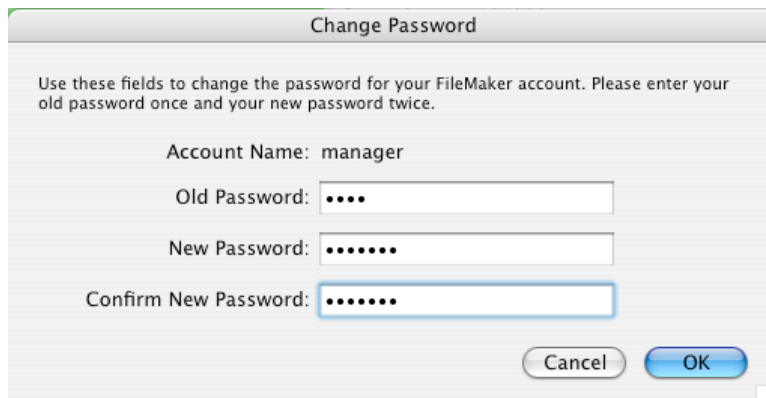 Change Password
Use these fields to change the password for your FileMaker account. Please enter your
old password once and your new password twice.
Account Name: manager
Old Password: ••••
New Password: •••••••
Confirm New Password: •••••••
Cancel OK